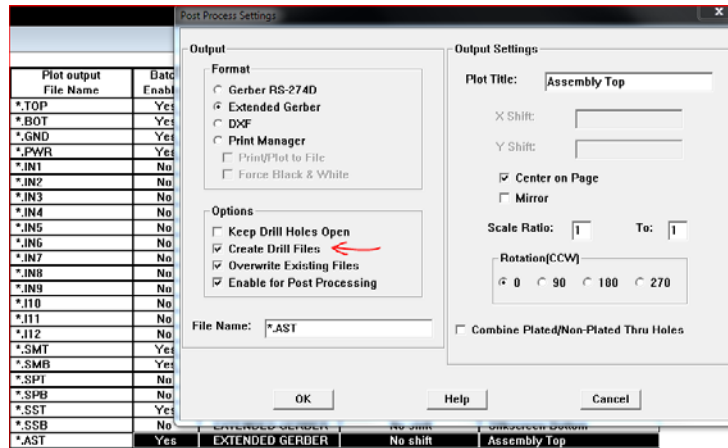 Post Process Settings
x
Plot output
File Name
*.TOP Yes
*.BOT Yes
*.GND Yes
*.PWR Yes
*.IN1 No
*.IN2 No
*.IN3 No
*.IN4 No
*.IN5 No
*.IN6 No
*.IN7 No
*.IN8 No
*.IN9 No
*.I10 No
*.I11 No
*.I12 No
*.SMT Yes
*.SMB Yes
*.SPT No
*.SPB No
*.SST Yes
*.SSB No EXTENDED GERBER No shift Silkscreen Bottom
*.AST Yes EXTENDED GERBER No shift Assembly Top
Output
Format
Gerber RS-274D
Extended Gerber
DXF
Print Manager
Print/Plot to File
Force Black & White
Options
Keep Drill Holes Open
Create Drill Files
Overwrite Existing Files
Enable for Post Processing
File Name: *.AST
Output Settings
Plot Title: Assembly Top
X Shift:
Y Shift:
Center on Page
Mirror
Scale Ratio: 1 To: 1
Rotation(CCW)
0 90 180 270
Combine Plated/Non-Plated Thru Holes
OK Help Cancel